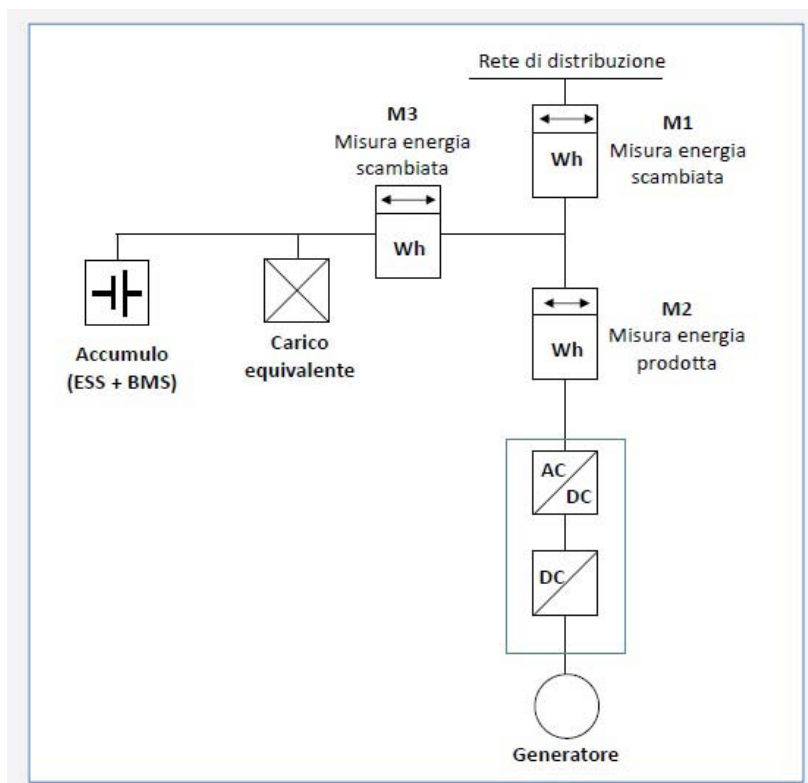 Rete di distribuzione
M3
Misura energia
scambiata
Wh
M1
Misura energia
scambiata
Wh
Accumulo
(ESS + BMS)
Carico
equivalente
Wh
M2
Misura energia
prodotta
AC
DC
DC
Generatore